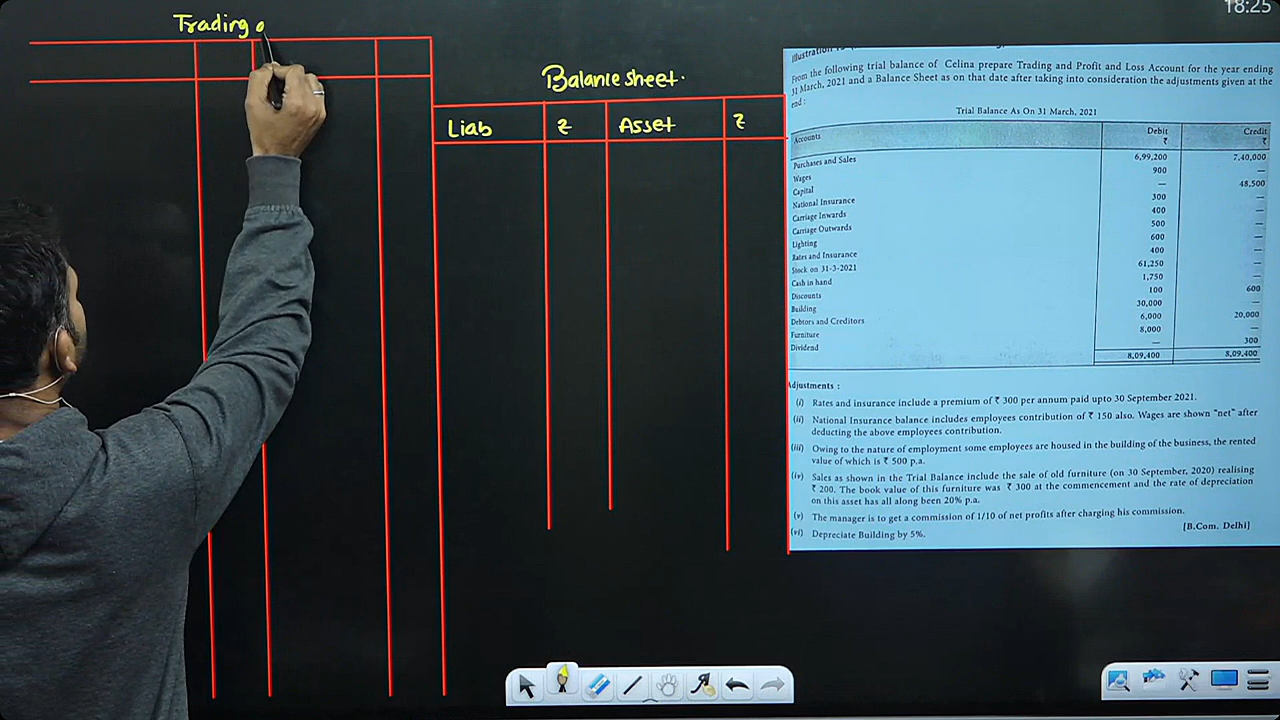 18:25
Trading
Balance sheet.
Liab ₹ Asset ₹
Illustration
From the following trial balance of Celina prepare Trading and Profit and Loss Account for the year ending
31 March, 2021 and a Balance Sheet as on that date after taking into consideration the adjustments given at the
end :
Trial Balance As On 31 March, 2021
Accounts Debit ₹ Credit ₹
Purchases and Sales 6,99,200 7,40,000
Wages 900 —
Capital — 48,500
National Insurance 300 —
Carriage Inwards 400 —
Carriage Outwards 500 —
Lighting 600 —
Rates and Insurance 400 —
Stock on 31-3-2021 61,250 —
Cash in hand 1,750 —
Discounts 100 600
Building 30,000 —
Debtors and Creditors 6,000 20,000
Furniture 8,000 —
Dividend — 300
8,09,400 8,09,400
Adjustments :
(i) Rates and insurance include a premium of ₹ 300 per annum paid upto 30 September 2021.
(ii) National Insurance balance includes employees contribution of ₹ 150 also. Wages are shown "net" after
deducting the above employees contribution.
(iii) Owing to the nature of employment some employees are housed in the building of the business, the rented
value of which is ₹ 500 p.a.
(iv) Sales as shown in the Trial Balance include the sale of old furniture (on 30 September, 2020) realising
₹ 200. The book value of this furniture was ₹ 300 at the commencement and the rate of depreciation
on this asset has all along been 20% p.a.
(v) The manager is to get a commission of 1/10 of net profits after charging his commission.
(vi) Depreciate Building by 5%. [B.Com. Delhi]